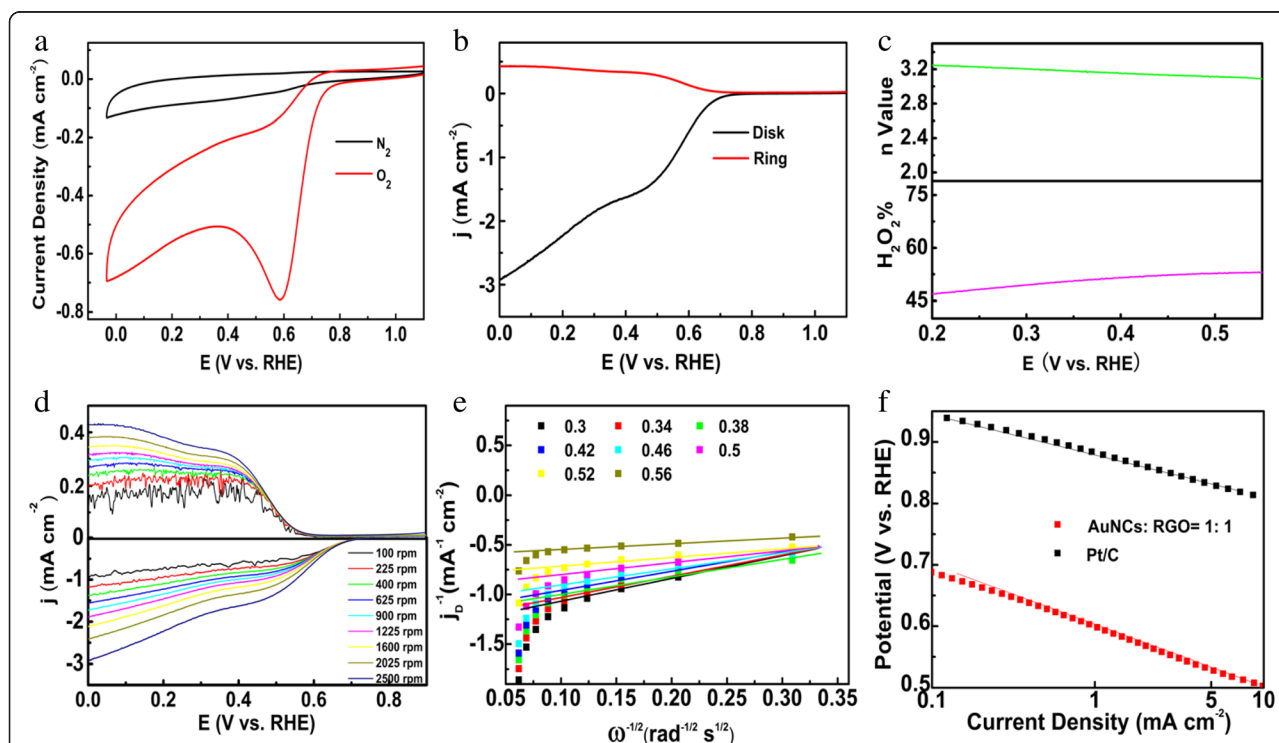 a
Current Density (mA cm-2)
0.0
-0.2
-0.4
-0.6
-0.8
N2
O2
0.0 0.2 0.4 0.6 0.8 1.0
E (V vs. RHE)
b
j (mA cm-2)
1
0
-1
-2
-3
Disk
Ring
0.0 0.2 0.4 0.6 0.8 1.0
E (V vs. RHE)
c
n Value
3.2
2.8
2.4
2.0
H2O2%
75
60
45
0.2 0.3 0.4 0.5
E (V vs. RHE)
d
j (mA cm-2)
0.4
0.2
0
-1
-2
-3
100 rpm
225 rpm
400 rpm
625 rpm
900 rpm
1225 rpm
1600 rpm
2025 rpm
2500 rpm
0.0 0.2 0.4 0.6 0.8
E (V vs. RHE)
e
jD-1(mA-1 cm-2)
0.5
0.0
-0.5
-1.0
-1.5
0.3 0.34 0.38
0.42 0.46 0.5
0.52 0.56
0.05 0.10 0.15 0.20 0.25 0.30 0.35
ω-1/2(rad-1/2 s1/2)
f
Potential (V vs. RHE)
0.9
0.8
0.7
0.6
0.5
AuNCs: RGO= 1: 1
Pt/C
0.1 1 5 10
Current Density (mA cm-2)